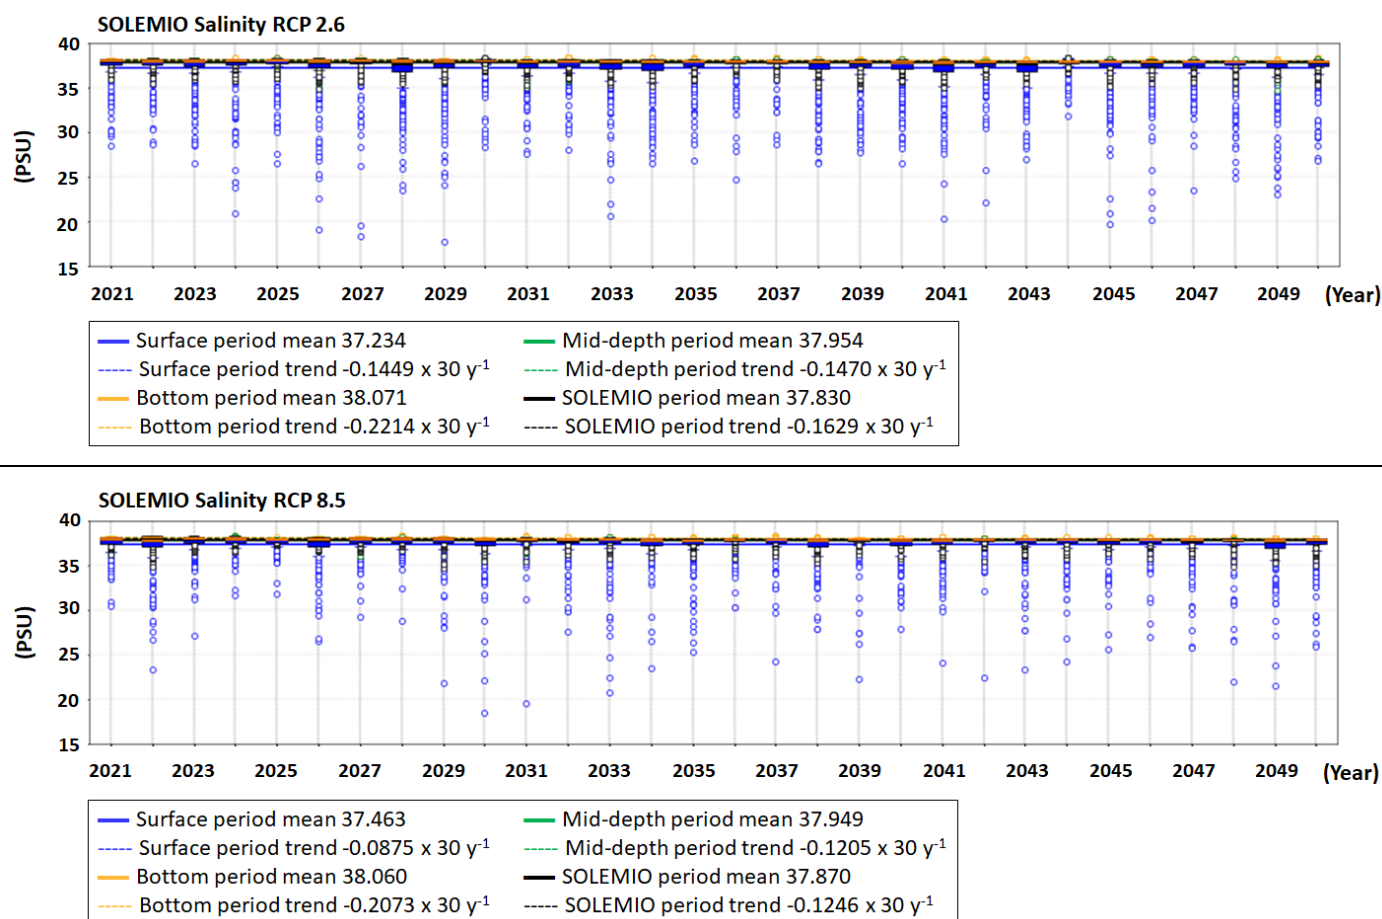 SOLEMIO Salinity RCP 2.6
40
35
30
25
20
15
(PSU)
2021 2023 2025 2027 2029 2031 2033 2035 2037 2039 2041 2043 2045 2047 2049 (Year)
Surface period mean 37.234 Mid-depth period mean 37.954
Surface period trend -0.1449 x 30 y⁻¹ Mid-depth period trend -0.1470 x 30 y⁻¹
Bottom period mean 38.071 SOLEMIO period mean 37.830
Bottom period trend -0.2214 x 30 y⁻¹ SOLEMIO period trend -0.1629 x 30 y⁻¹
SOLEMIO Salinity RCP 8.5
40
35
30
25
20
15
(PSU)
2021 2023 2025 2027 2029 2031 2033 2035 2037 2039 2041 2043 2045 2047 2049 (Year)
Surface period mean 37.463 Mid-depth period mean 37.949
Surface period trend -0.0875 x 30 y⁻¹ Mid-depth period trend -0.1205 x 30 y⁻¹
Bottom period mean 38.060 SOLEMIO period mean 37.870
Bottom period trend -0.2073 x 30 y⁻¹ SOLEMIO period trend -0.1246 x 30 y⁻¹